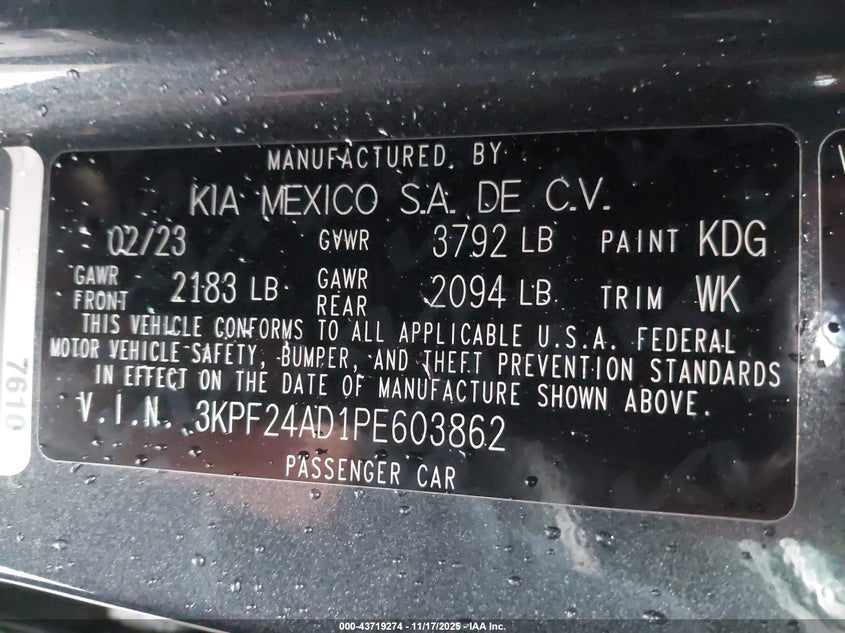 MANUFACTURED BY
KIA MEXICO S.A. DE C.V.
02/23 GVWR 3792 LB PAINT KDG
GAWR FRONT 2183 LB GAWR REAR 2094 LB TRIM WK
THIS VEHICLE CONFORMS TO ALL APPLICABLE U.S.A. FEDERAL
MOTOR VEHICLE SAFETY, BUMPER, AND THEFT PREVENTION STANDARDS
IN EFFECT ON THE DATE OF MANUFACTURE SHOWN ABOVE.
V.I.N. 3KPF24AD1PE603862
PASSENGER CAR
7610
000-43719274 - 11/17/2025 - IAA Inc.